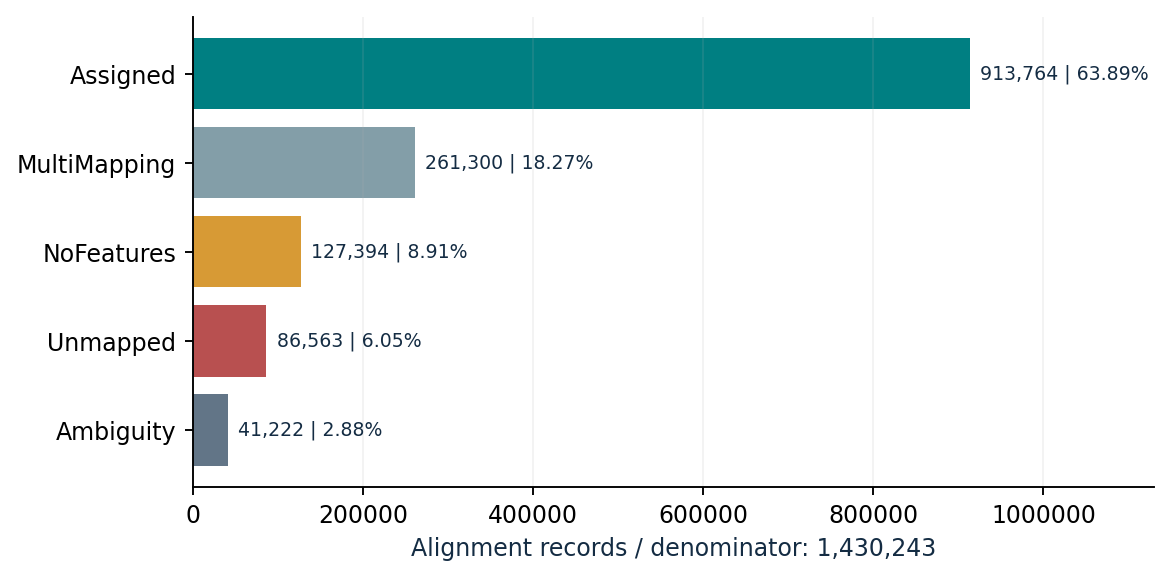 Assigned
913,764 | 63.89%
MultiMapping
261,300 | 18.27%
NoFeatures
127,394 | 8.91%
Unmapped
86,563 | 6.05%
Ambiguity
41,222 | 2.88%
0 200000 400000 600000 800000 1000000
Alignment records / denominator: 1,430,243